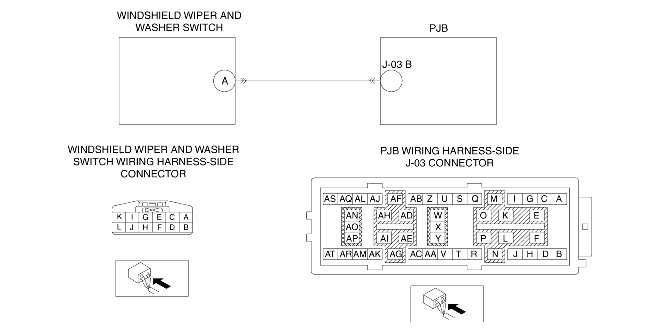 WINDSHIELD WIPER AND
WASHER SWITCH
PJB
J-03 B
A
WINDSHIELD WIPER AND WASHER
SWITCH WIRING HARNESS-SIDE
CONNECTOR
PJB WIRING HARNESS-SIDE
J-03 CONNECTOR
K I G E C A
L J H F D B
AS AQ AL AJ AF AB Z U S Q M I G C A
AN AH AD W O K E
AO X
AP AI AE Y P L F
AT AR AM AK AG AC AA V T R N J H D B